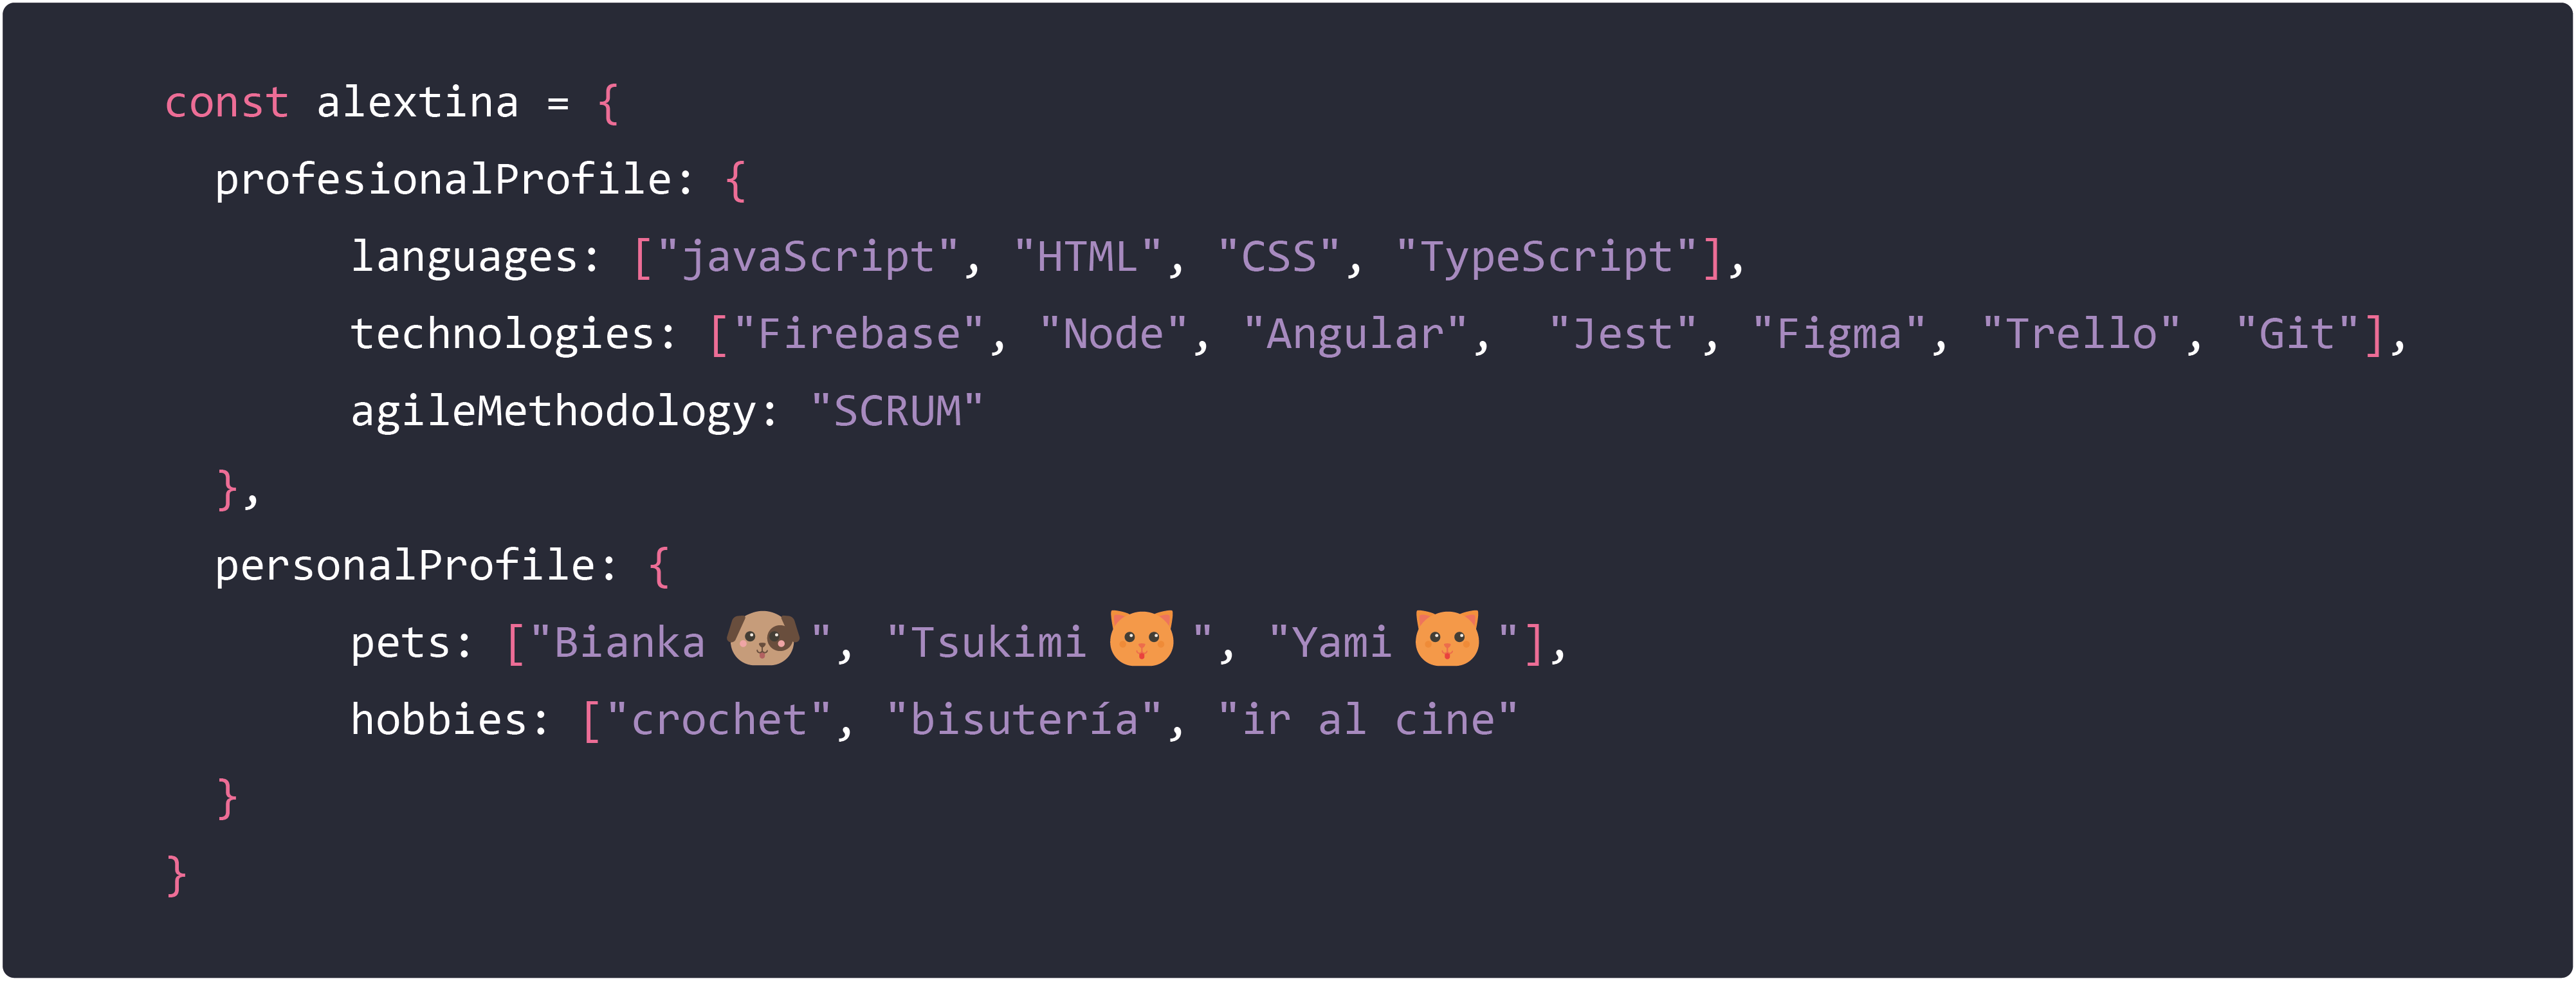 const alextina = {
profesionalProfile: {
languages: ["javaScript", "HTML", "CSS", "TypeScript"],
technologies: ["Firebase", "Node", "Angular",  "Jest", "Figma", "Trello", "Git"],
agileMethodology: "SCRUM"
},
personalProfile: {
pets: ["Bianka 🐶", "Tsukimi 🐱", "Yami 🐱"],
hobbies: ["crochet", "bisutería", "ir al cine"
}
}